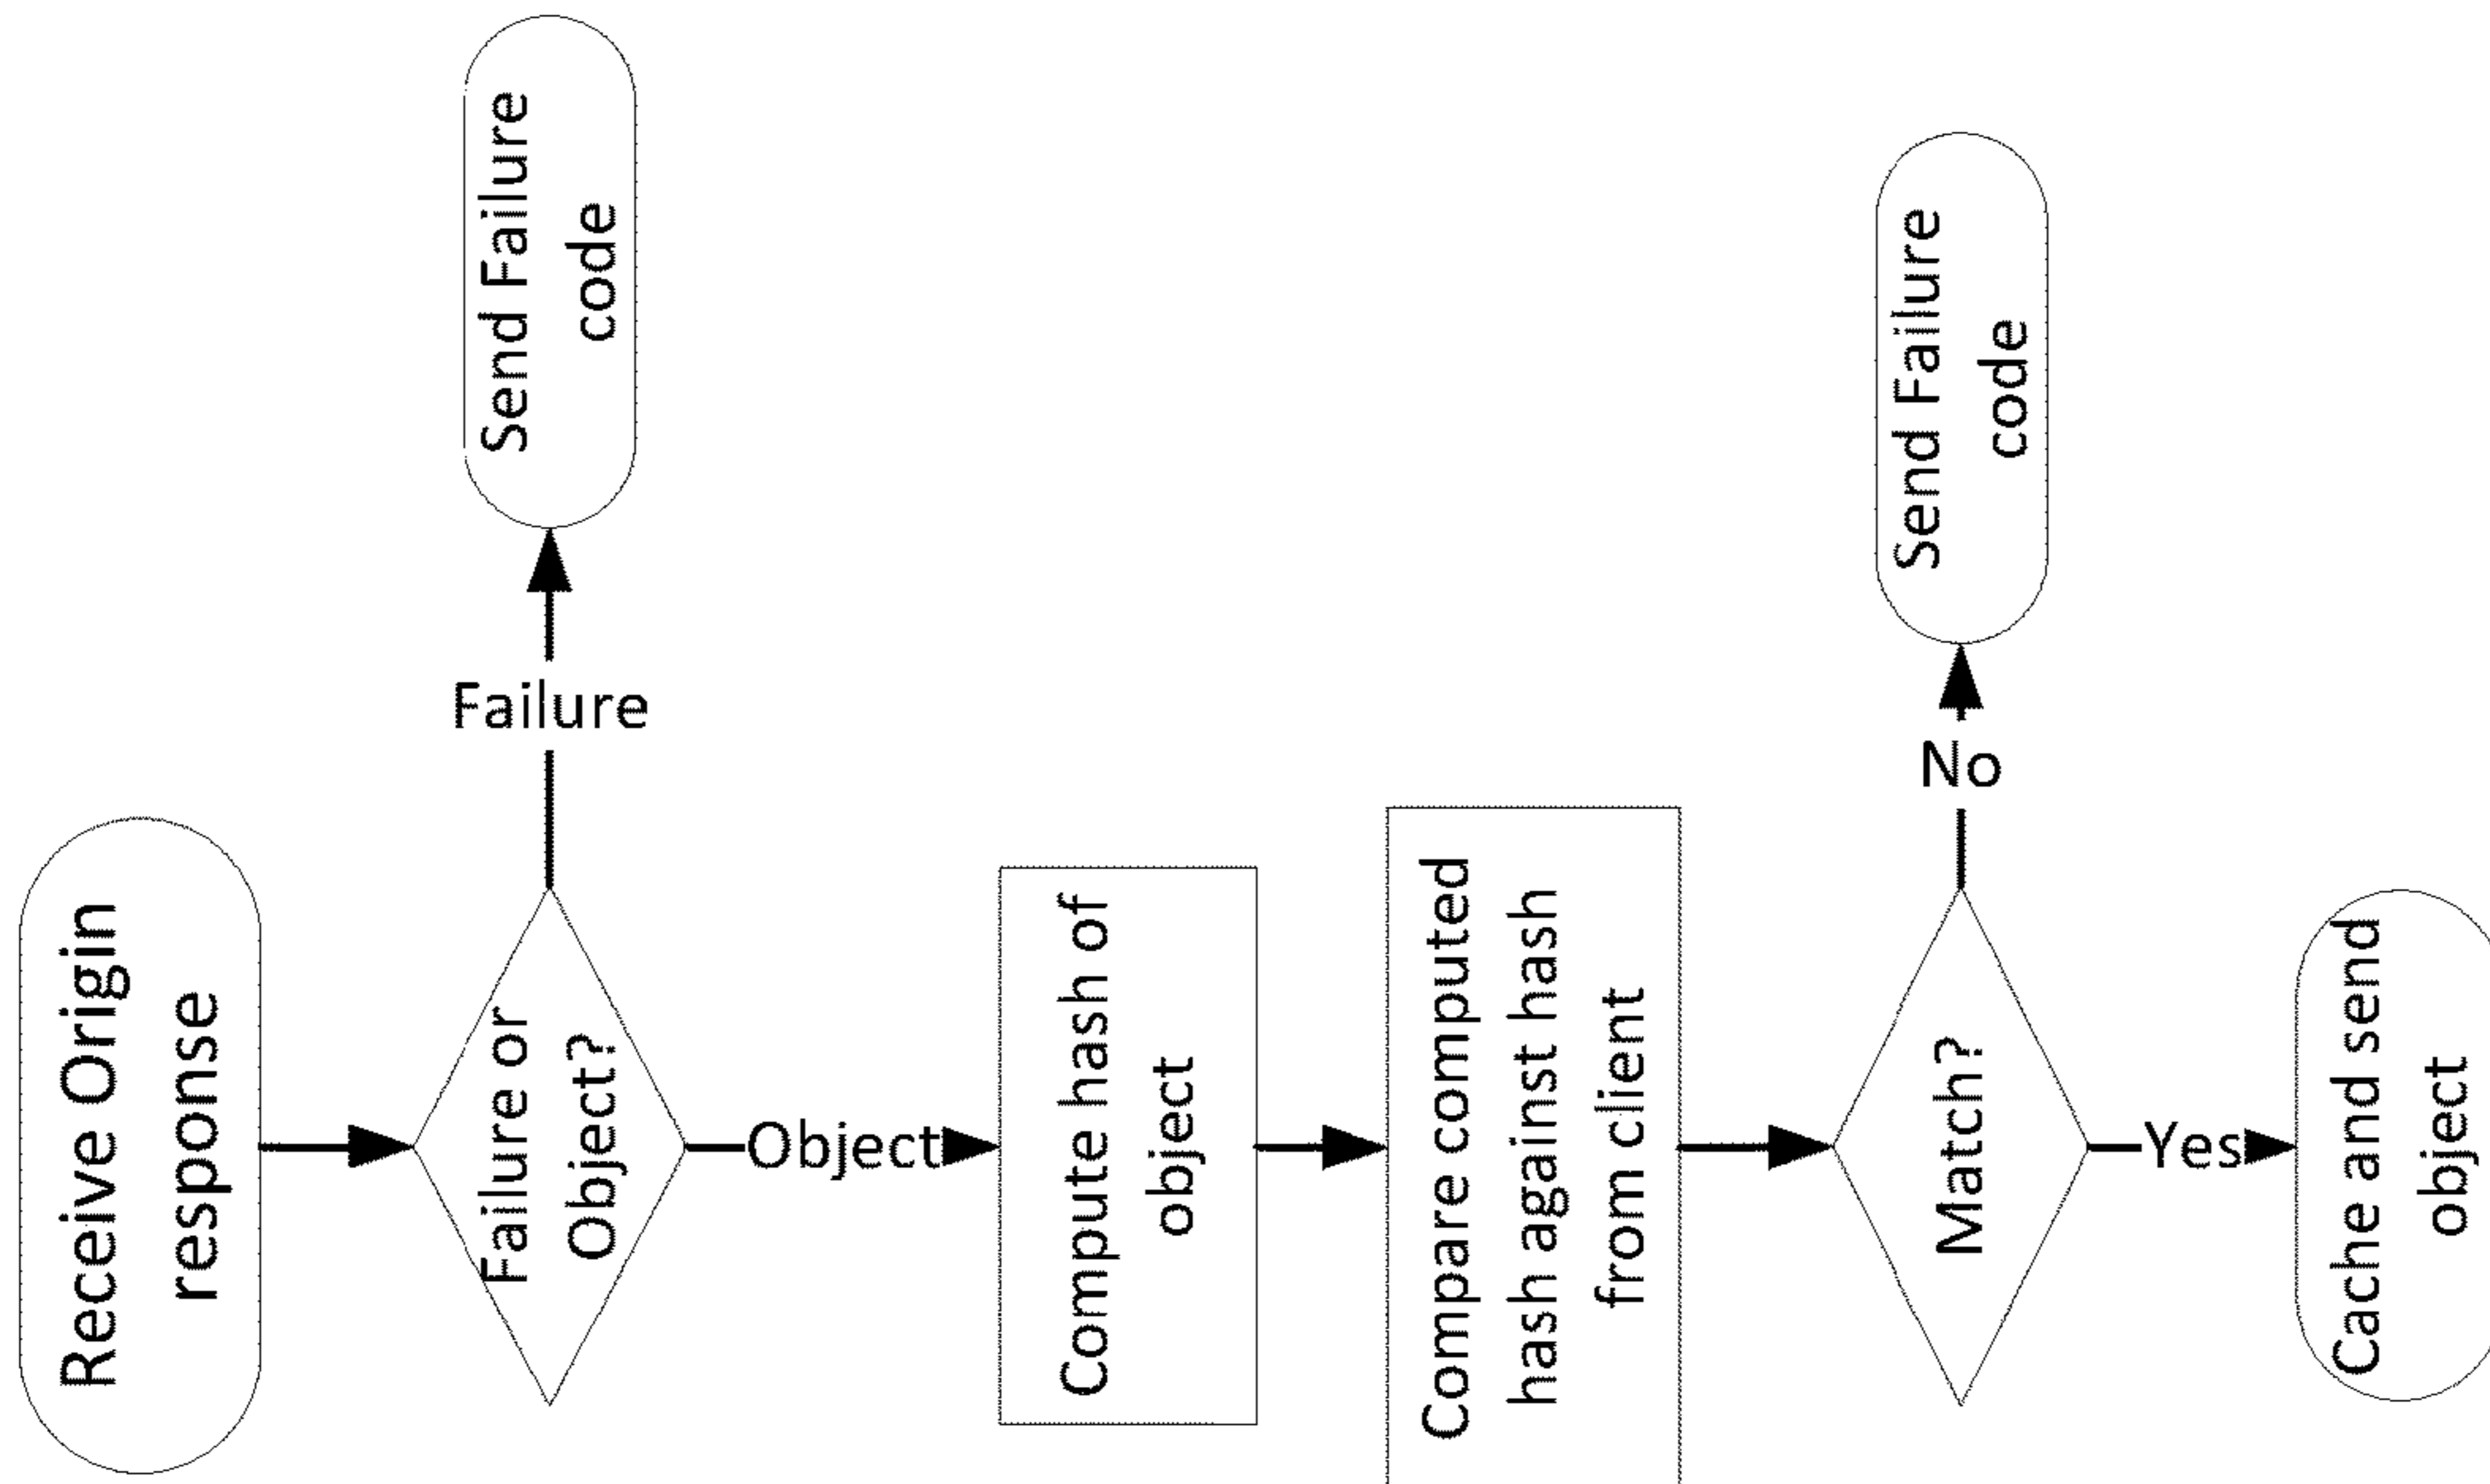 Receive Origin
response
Failure or
Object?
Failure
Send Failure
code
Object
Compute hash of
object
Compare computed
hash against hash
from client
Match?
No
Send Failure
code
Yes
Cache and send
object